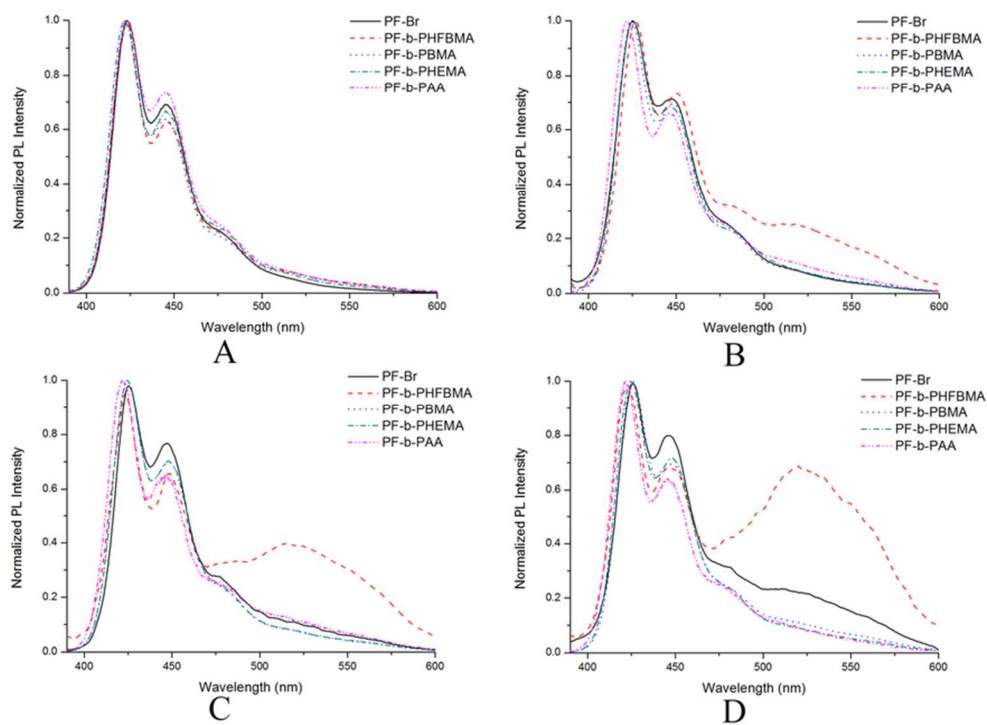 1.0
0.8
0.6
0.4
0.2
0.0
Normalized PL Intensity
400 450 500 550 600
Wavelength (nm)
PF-Br
PF-b-PHFBMA
PF-b-PBMA
PF-b-PHEMA
PF-b-PAA
A
1.0
0.8
0.6
0.4
0.2
0.0
Normalized PL Intensity
400 450 500 550 600
Wavelength (nm)
PF-Br
PF-b-PHFBMA
PF-b-PBMA
PF-b-PHEMA
PF-b-PAA
B
1.0
0.8
0.6
0.4
0.2
0.0
Normalized PL Intensity
400 450 500 550 600
Wavelength (nm)
PF-Br
PF-b-PHFBMA
PF-b-PBMA
PF-b-PHEMA
PF-b-PAA
C
1.0
0.8
0.6
0.4
0.2
0.0
Normalized PL Intensity
400 450 500 550 600
Wavelength (nm)
PF-Br
PF-b-PHFBMA
PF-b-PBMA
PF-b-PHEMA
PF-b-PAA
D